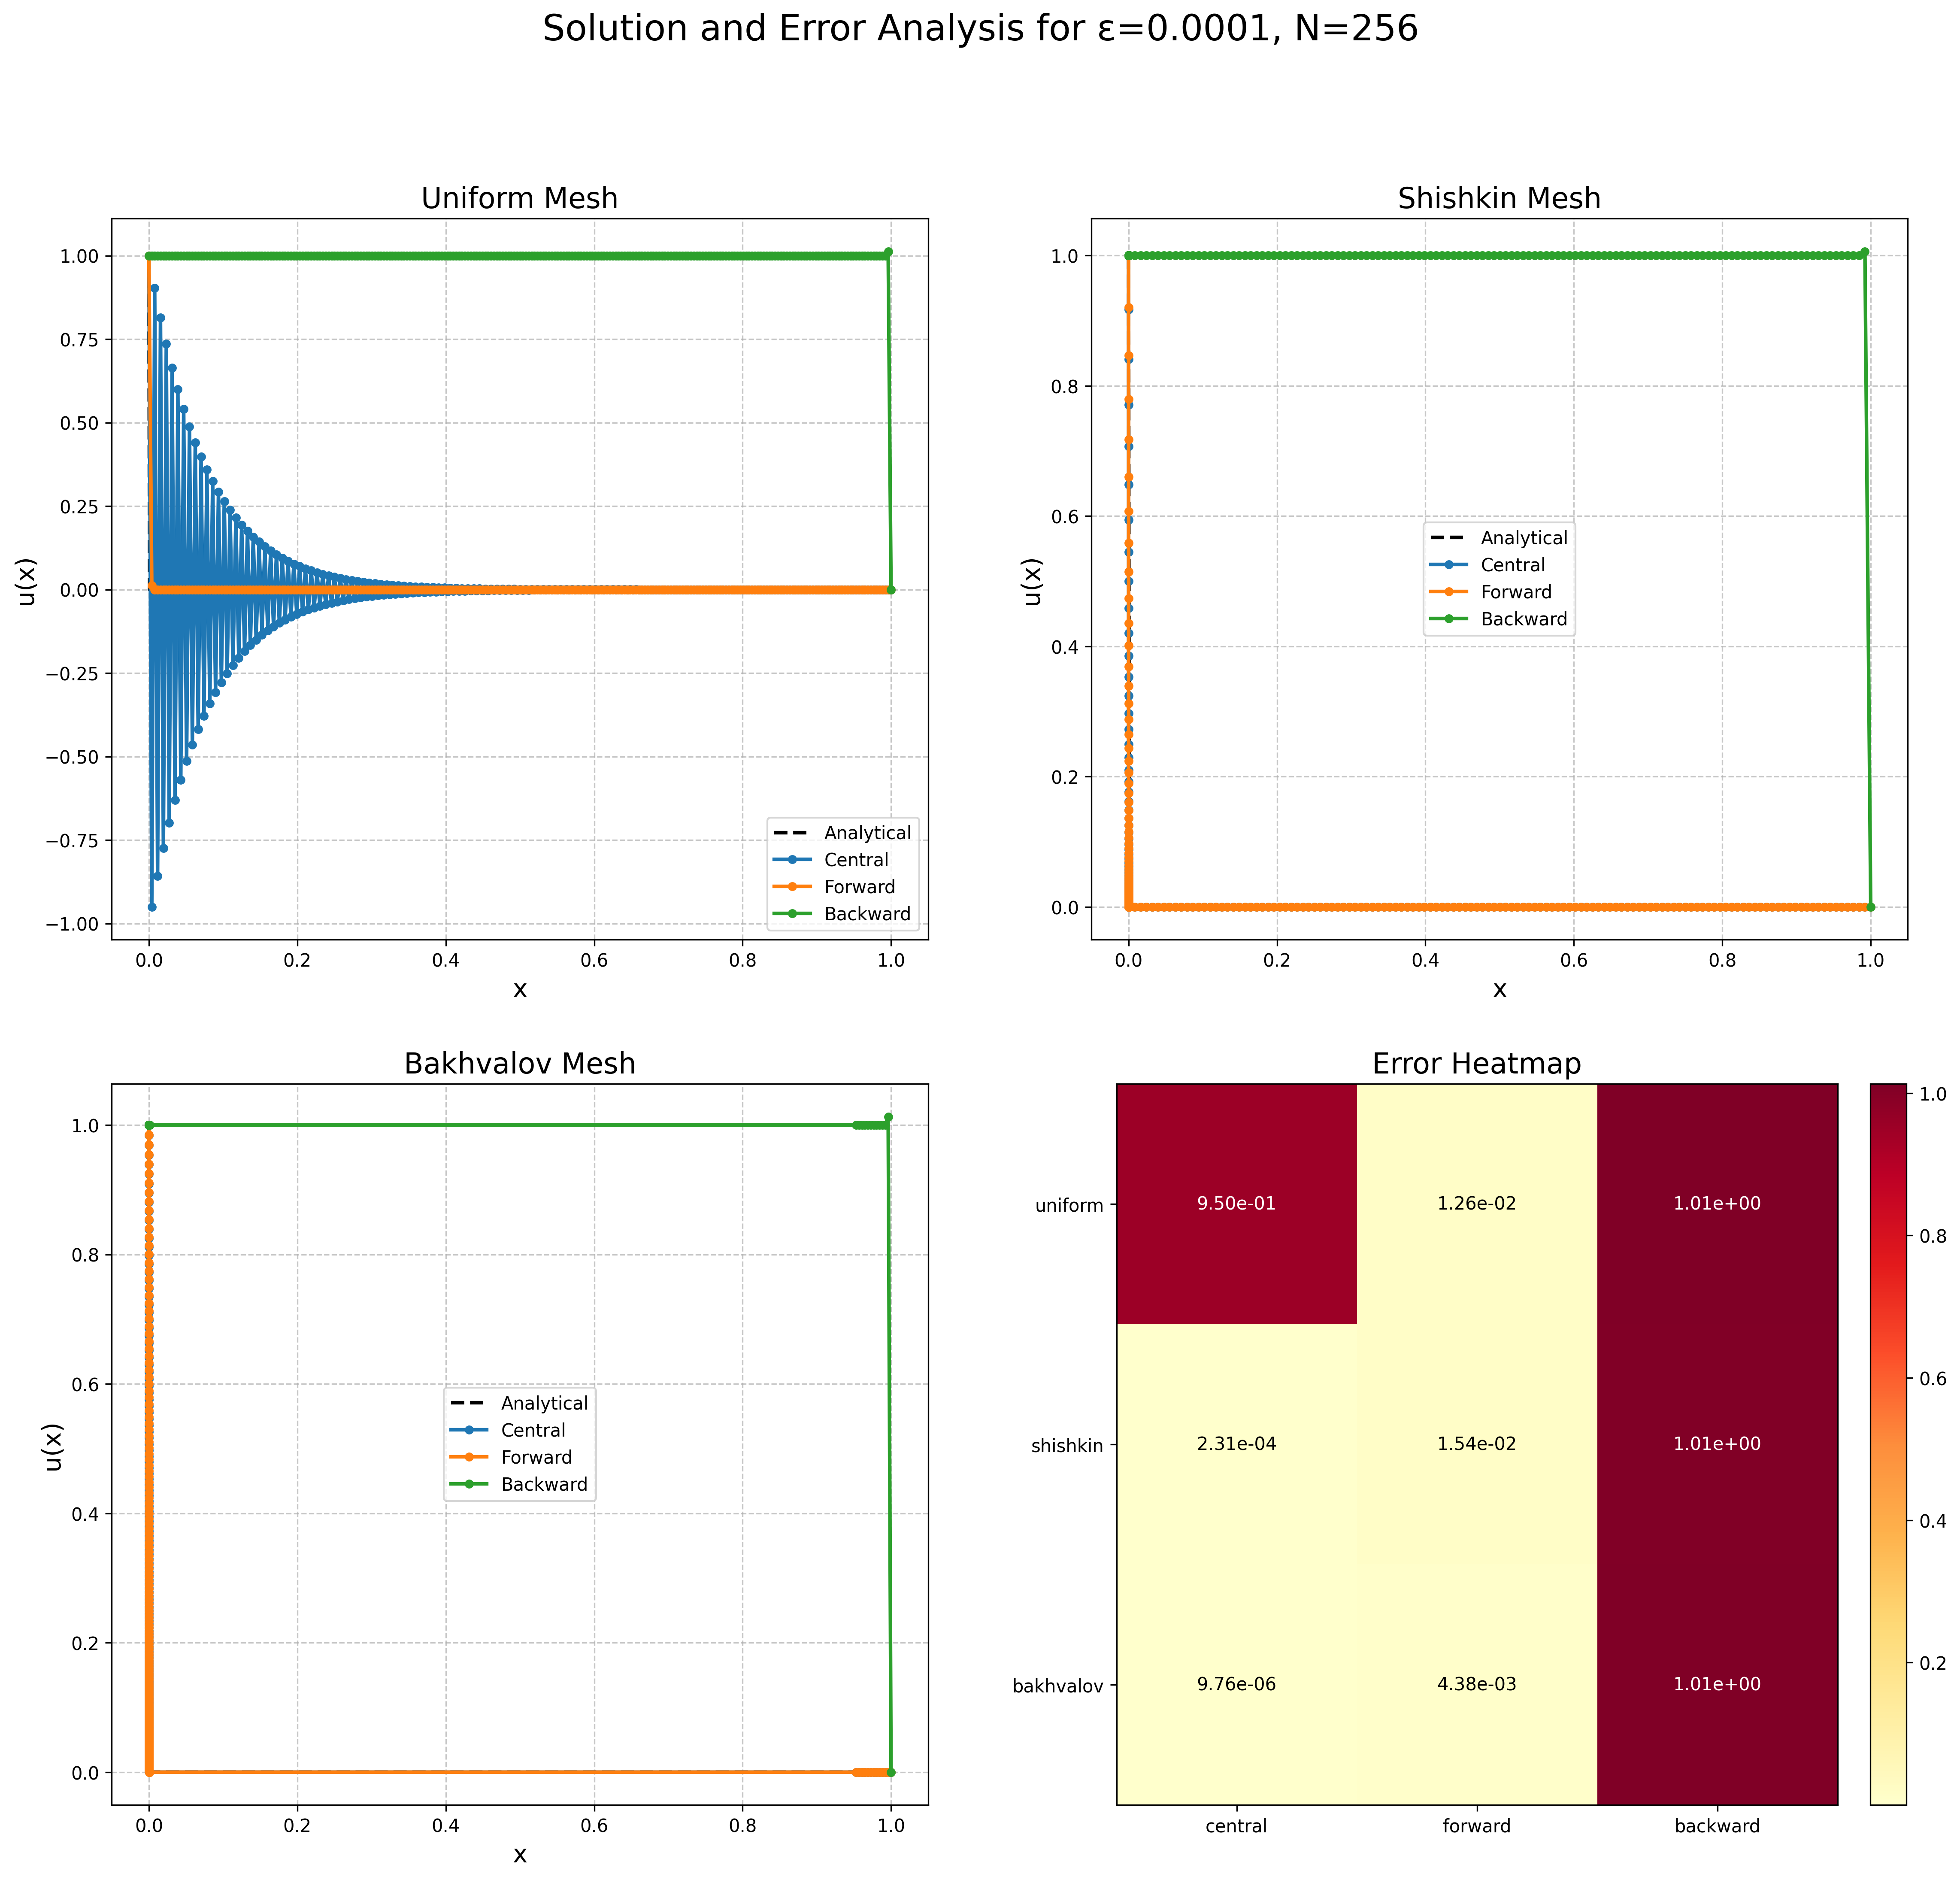 Solution and Error Analysis for ε=0.0001, N=256
Uniform Mesh
1.00
0.75
0.50
0.25
0.00
−0.25
−0.50
−0.75
−1.00
u(x)
0.0 0.2 0.4 0.6 0.8 1.0
x
Analytical
Central
Forward
Backward
Shishkin Mesh
1.0
0.8
0.6
0.4
0.2
0.0
u(x)
0.0 0.2 0.4 0.6 0.8 1.0
x
Analytical
Central
Forward
Backward
Bakhvalov Mesh
1.0
0.8
0.6
0.4
0.2
0.0
u(x)
0.0 0.2 0.4 0.6 0.8 1.0
x
Analytical
Central
Forward
Backward
Error Heatmap
uniform 9.50e-01 1.26e-02 1.01e+00
shishkin 2.31e-04 1.54e-02 1.01e+00
bakhvalov 9.76e-06 4.38e-03 1.01e+00
central forward backward
1.0
0.8
0.6
0.4
0.2